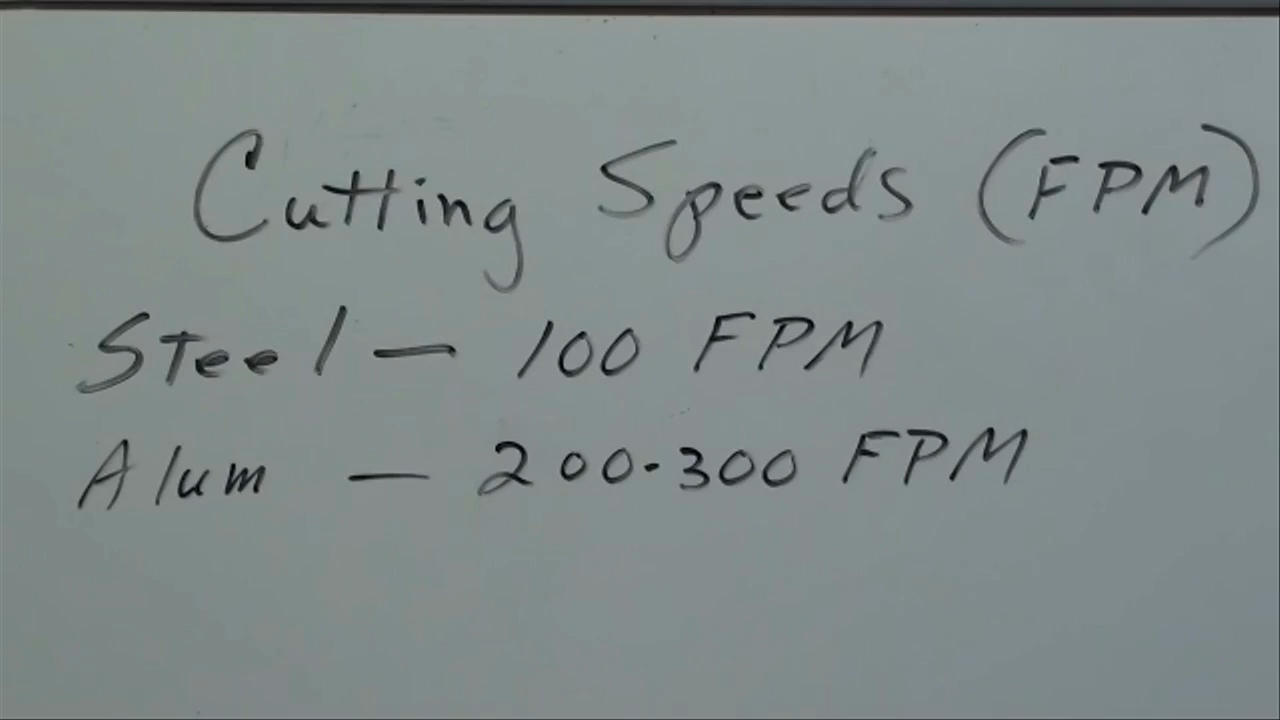 Cutting Speeds (FPM)
Steel — 100 FPM
Alum — 200-300 FPM